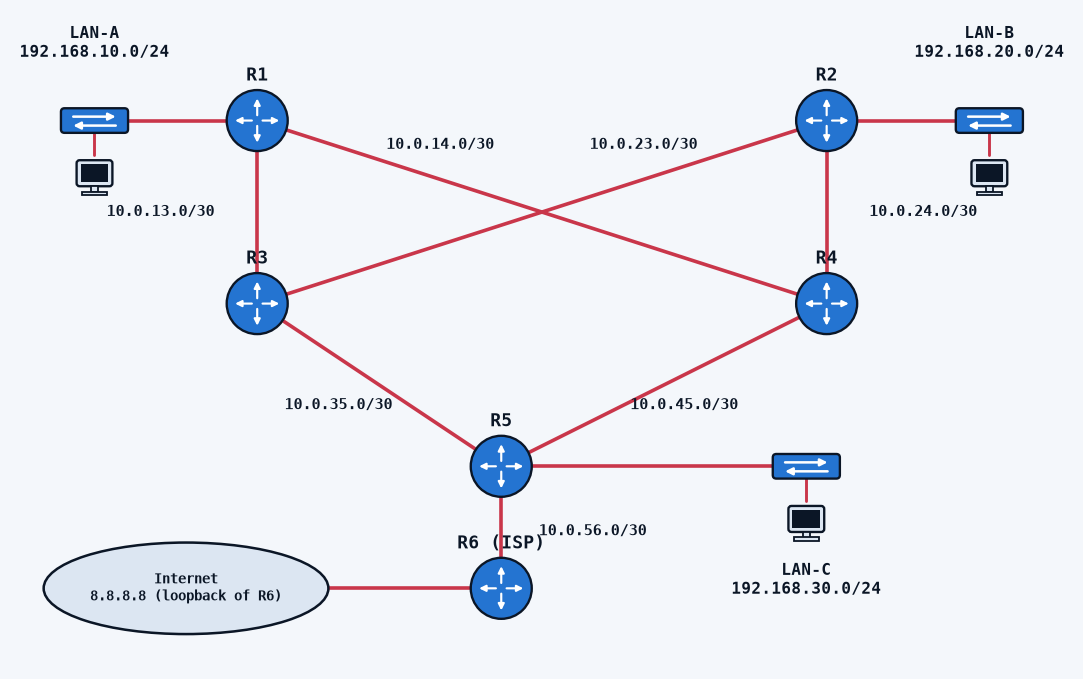 LAN-A
192.168.10.0/24
LAN-B
192.168.20.0/24
R1
R2
10.0.14.0/30
10.0.23.0/30
10.0.13.0/30
10.0.24.0/30
R3
R4
10.0.35.0/30
10.0.45.0/30
R5
10.0.56.0/30
R6 (ISP)
LAN-C
192.168.30.0/24
Internet
8.8.8.8 (loopback of R6)